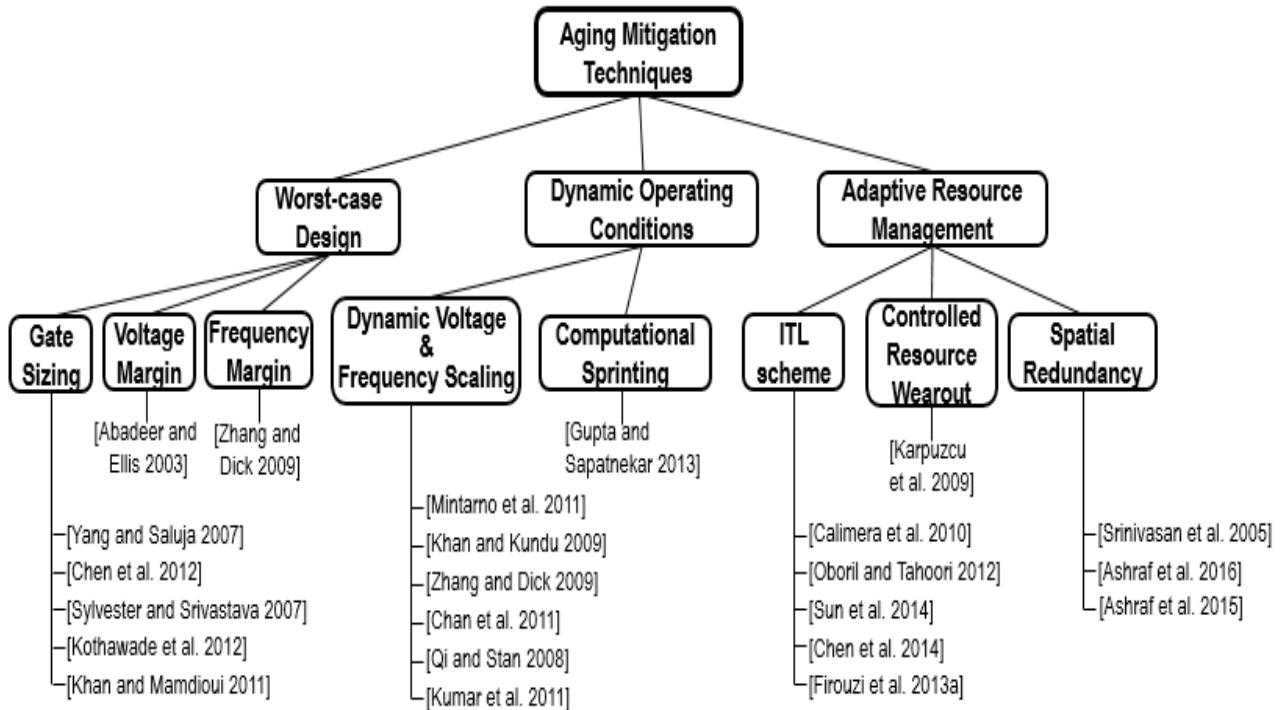 Aging Mitigation
Techniques
Worst-case
Design
Dynamic Operating
Conditions
Adaptive Resource
Management
Gate
Sizing
Voltage
Margin
Frequency
Margin
Dynamic Voltage
&
Frequency Scaling
Computational
Sprinting
ITL
scheme
Controlled
Resource
Wearout
Spatial
Redundancy
[Abadeer and
Ellis 2003]
[Zhang and
Dick 2009]
[Gupta and
Sapatnekar 2013]
[Karpuzcu
et al. 2009]
[Yang and Saluja 2007]
[Chen et al. 2012]
[Sylvester and Srivastava 2007]
[Kothawade et al. 2012]
[Khan and Mamdioui 2011]
[Mintarno et al. 2011]
[Khan and Kundu 2009]
[Zhang and Dick 2009]
[Chan et al. 2011]
[Qi and Stan 2008]
[Kumar et al. 2011]
[Calimera et al. 2010]
[Oboril and Tahoori 2012]
[Sun et al. 2014]
[Chen et al. 2014]
[Firouzi et al. 2013a]
[Srinivasan et al. 2005]
[Ashraf et al. 2016]
[Ashraf et al. 2015]